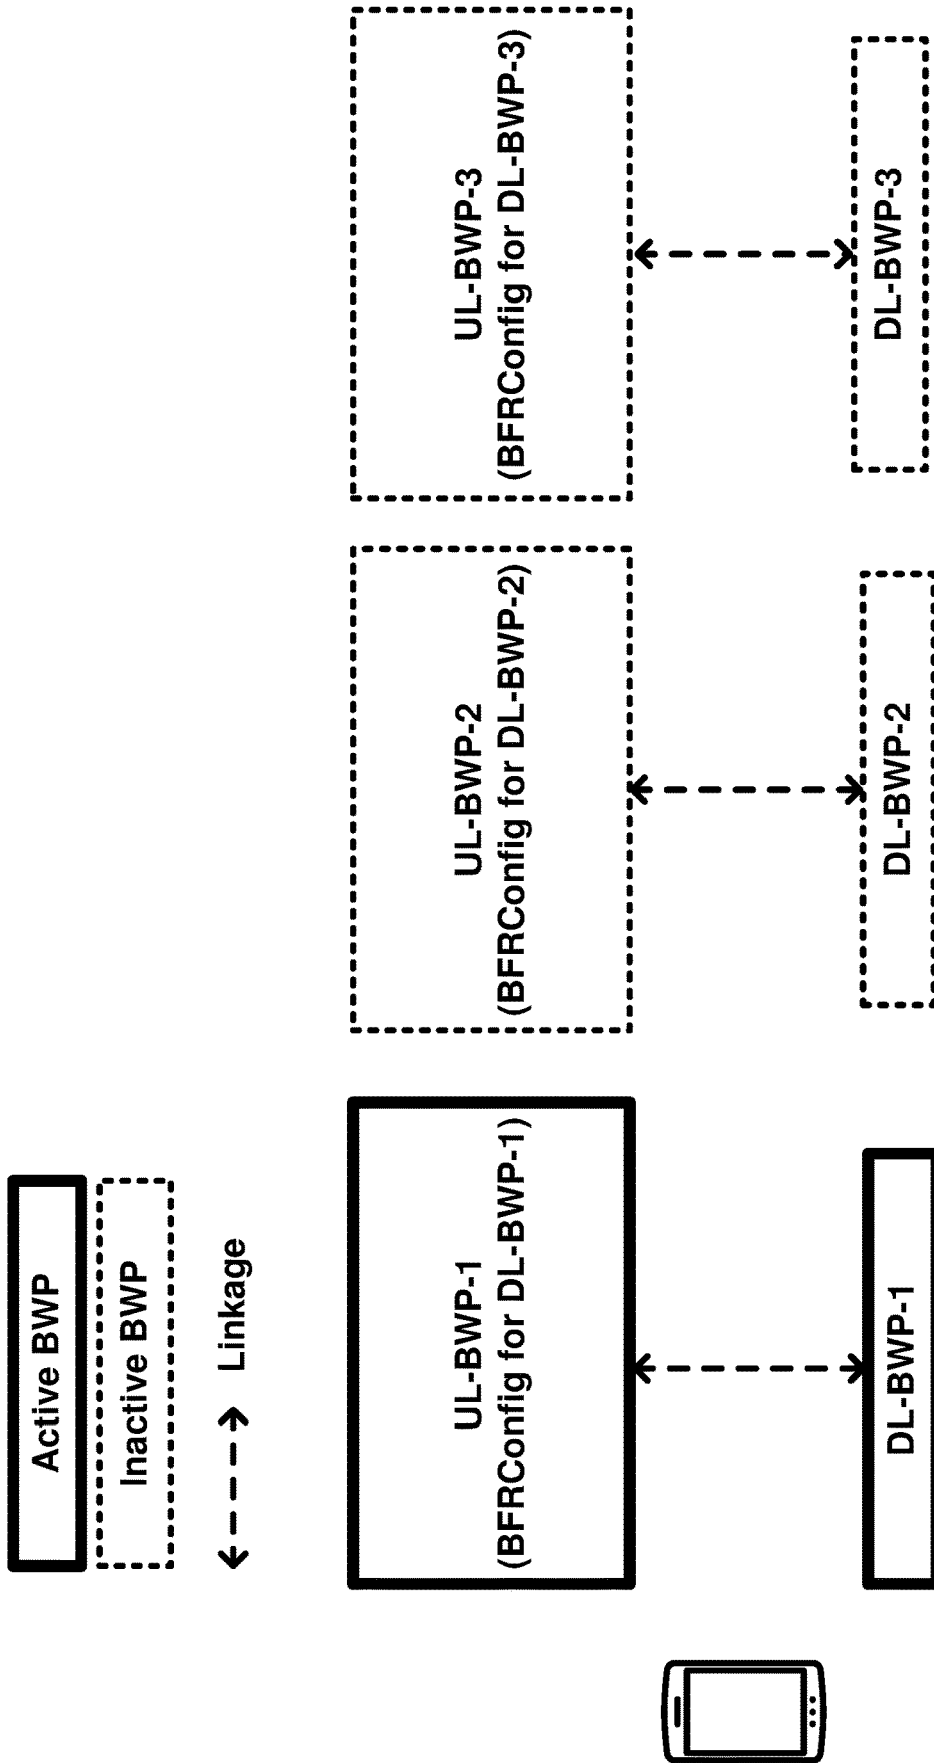 Active BWP
Inactive BWP
Linkage
UL-BWP-1
(BFRConfig for DL-BWP-1)
UL-BWP-2
(BFRConfig for DL-BWP-2)
UL-BWP-3
(BFRConfig for DL-BWP-3)
DL-BWP-1
DL-BWP-2
DL-BWP-3